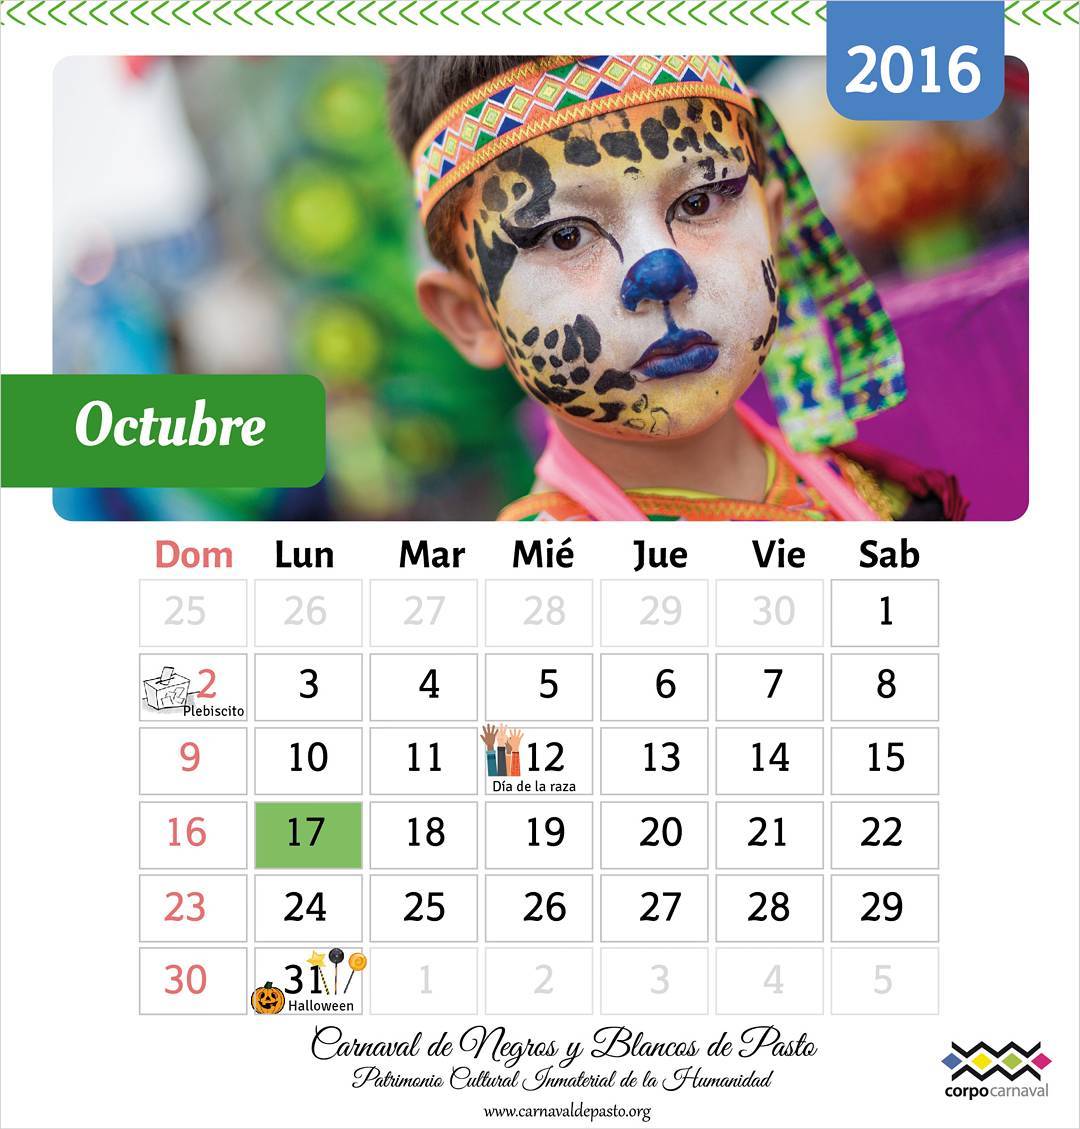 2016
Octubre
Dom Lun Mar Mié Jue Vie Sab
25 26 27 28 29 30 1
2 3 4 5 6 7 8
Plebiscito
9 10 11 12 13 14 15
Día de la raza
16 17 18 19 20 21 22
23 24 25 26 27 28 29
30 31 1 2 3 4 5
Halloween
Carnaval de Negros y Blancos de Pasto
Patrimonio Cultural Inmaterial de la Humanidad
www.carnavaldepasto.org
corpocarnaval